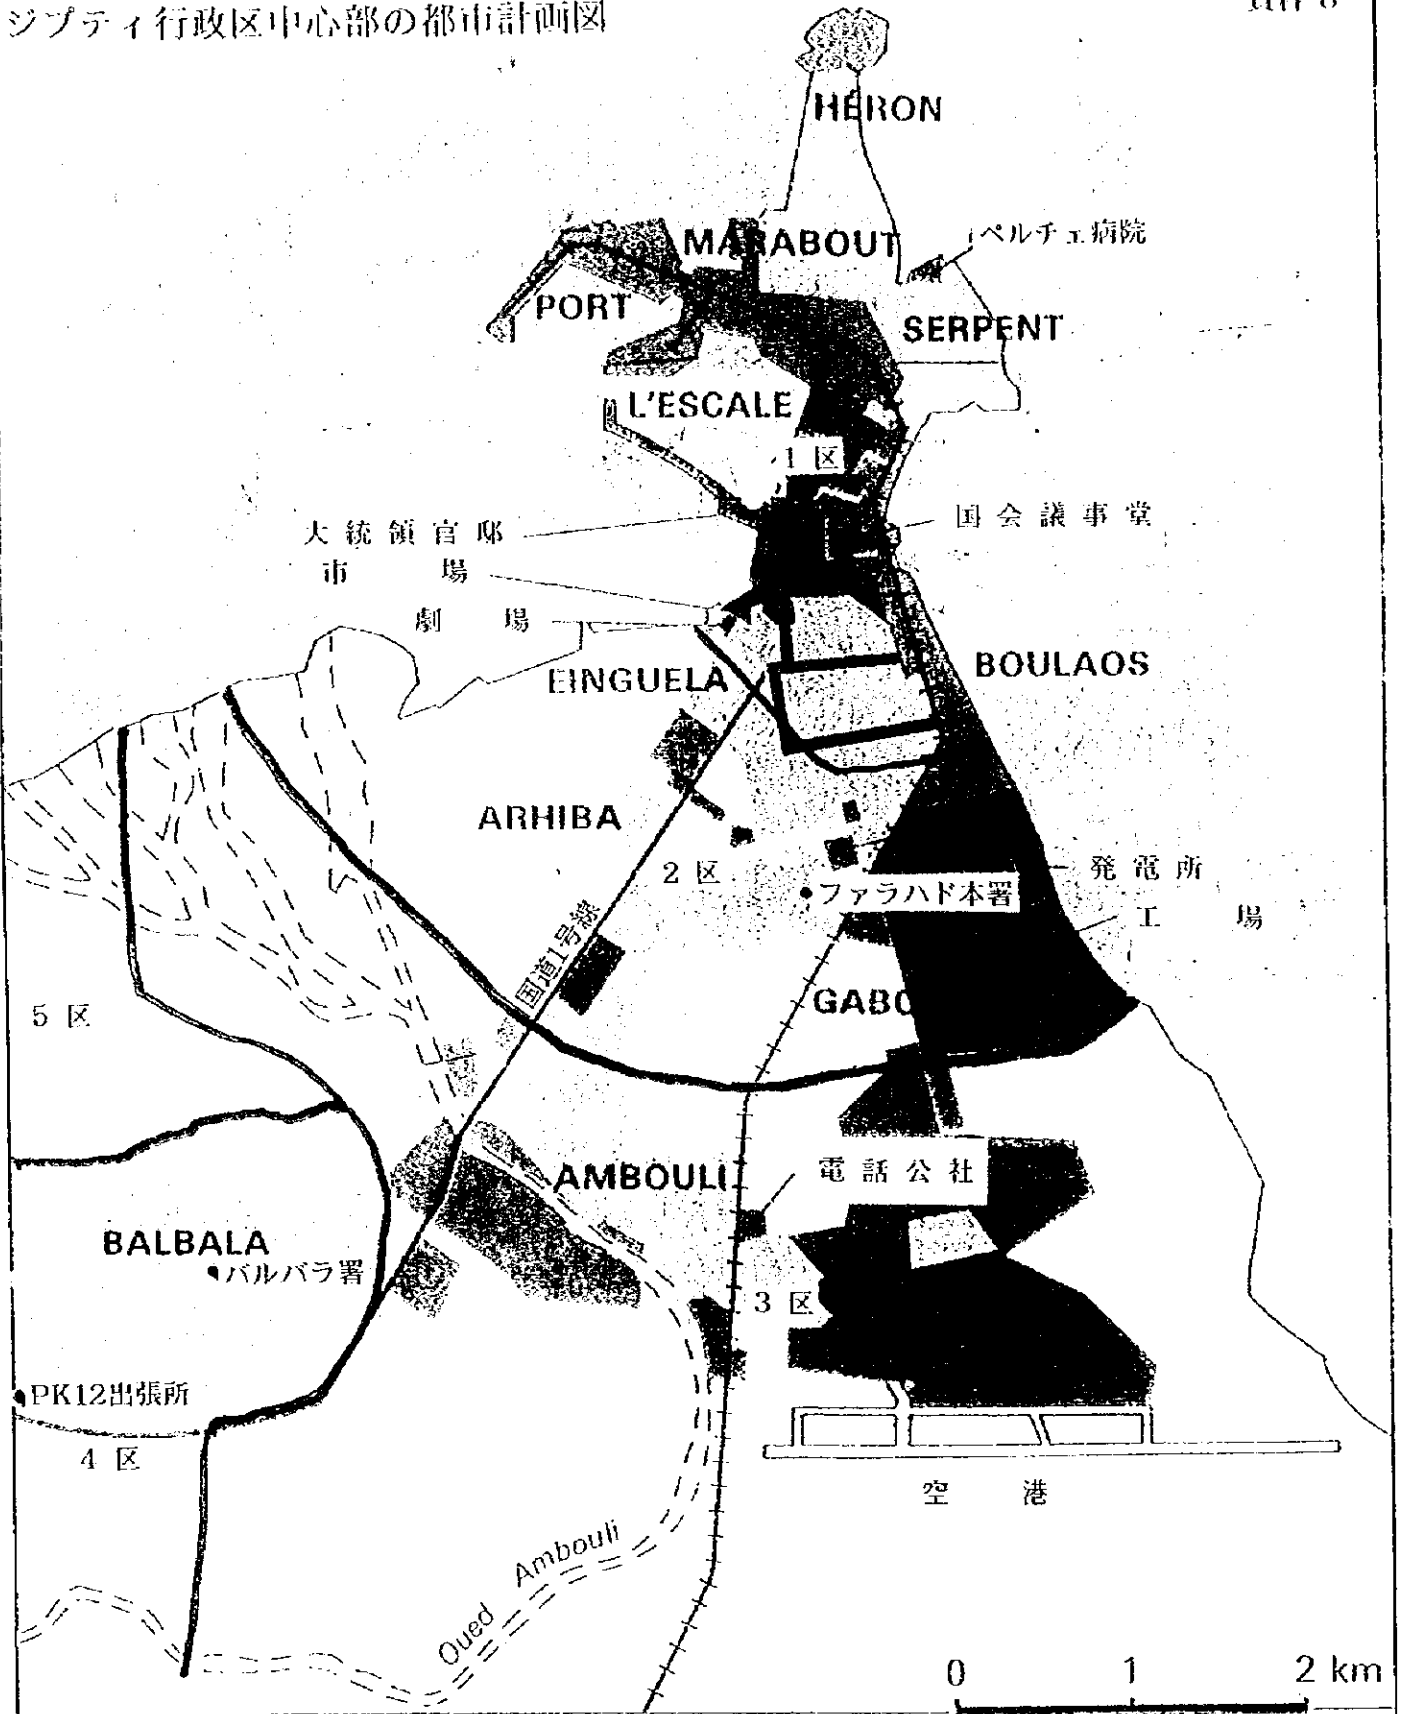 ジブティ行政区中心部の都市計画図
HÉRON
MARABOUT
ペルチェ病院
PORT
SERPENT
L'ESCALE
1 区
大統領官邸
国会議事堂
市 場
劇 場
BOULAOS
EINGUELA
ARHIBA
2 区
発電所
ファラハド本署
工 場
国道1号線
5 区
GABO
AMBOULI
電話公社
BALBALA
バルバラ署
3 区
PK12出張所
4 区
空 港
Oued Ambouli
0 1 2 km